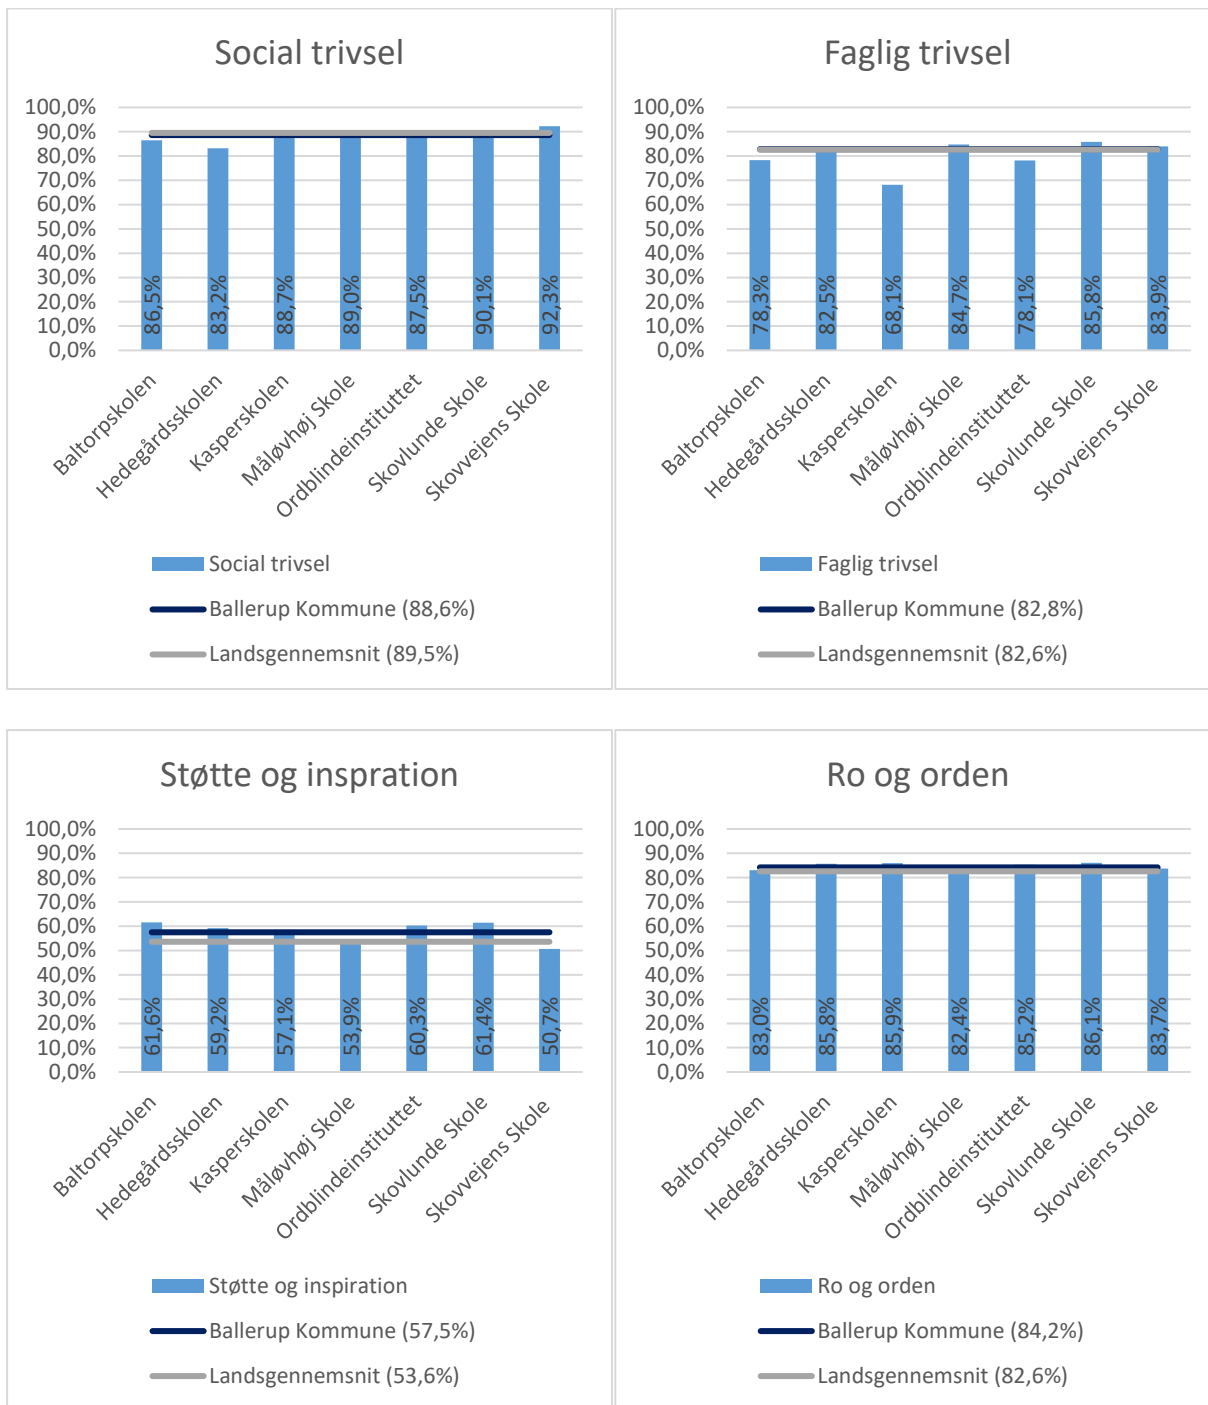 Social trivsel
100,0%
90,0%
80,0%
70,0%
60,0%
50,0%
40,0%
30,0%
20,0%
10,0%
0,0%
86,5%
83,2%
88,7%
89,0%
87,5%
90,1%
92,3%
Baltorpskolen
Hedegårdsskolen
Kasperskolen
Måløvhøj Skole
Ordblindeinstituttet
Skovlunde Skole
Skovvejens Skole
Social trivsel
Ballerup Kommune (88,6%)
Landsgennemsnit (89,5%)
Faglig trivsel
100,0%
90,0%
80,0%
70,0%
60,0%
50,0%
40,0%
30,0%
20,0%
10,0%
0,0%
78,3%
82,5%
68,1%
84,7%
78,1%
85,8%
83,9%
Baltorpskolen
Hedegårdsskolen
Kasperskolen
Måløvhøj Skole
Ordblindeinstituttet
Skovlunde Skole
Skovvejens Skole
Faglig trivsel
Ballerup Kommune (82,8%)
Landsgennemsnit (82,6%)
Støtte og inspration
100,0%
90,0%
80,0%
70,0%
60,0%
50,0%
40,0%
30,0%
20,0%
10,0%
0,0%
61,6%
59,2%
57,1%
53,9%
60,3%
61,4%
50,7%
Baltorpskolen
Hedegårdsskolen
Kasperskolen
Måløvhøj Skole
Ordblindeinstituttet
Skovlunde Skole
Skovvejens Skole
Støtte og inspiration
Ballerup Kommune (57,5%)
Landsgennemsnit (53,6%)
Ro og orden
100,0%
90,0%
80,0%
70,0%
60,0%
50,0%
40,0%
30,0%
20,0%
10,0%
0,0%
83,0%
85,8%
85,9%
82,4%
85,2%
86,1%
83,7%
Baltorpskolen
Hedegårdsskolen
Kasperskolen
Måløvhøj Skole
Ordblindeinstituttet
Skovlunde Skole
Skovvejens Skole
Ro og orden
Ballerup Kommune (84,2%)
Landsgennemsnit (82,6%)